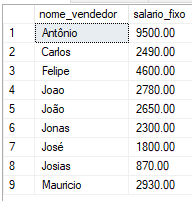 nome_vendedor salario_fixo
1 Antônio 9500.00
2 Carlos 2490.00
3 Felipe 4600.00
4 Joao 2780.00
5 João 2650.00
6 Jonas 2300.00
7 José 1800.00
8 Josias 870.00
9 Mauricio 2930.00